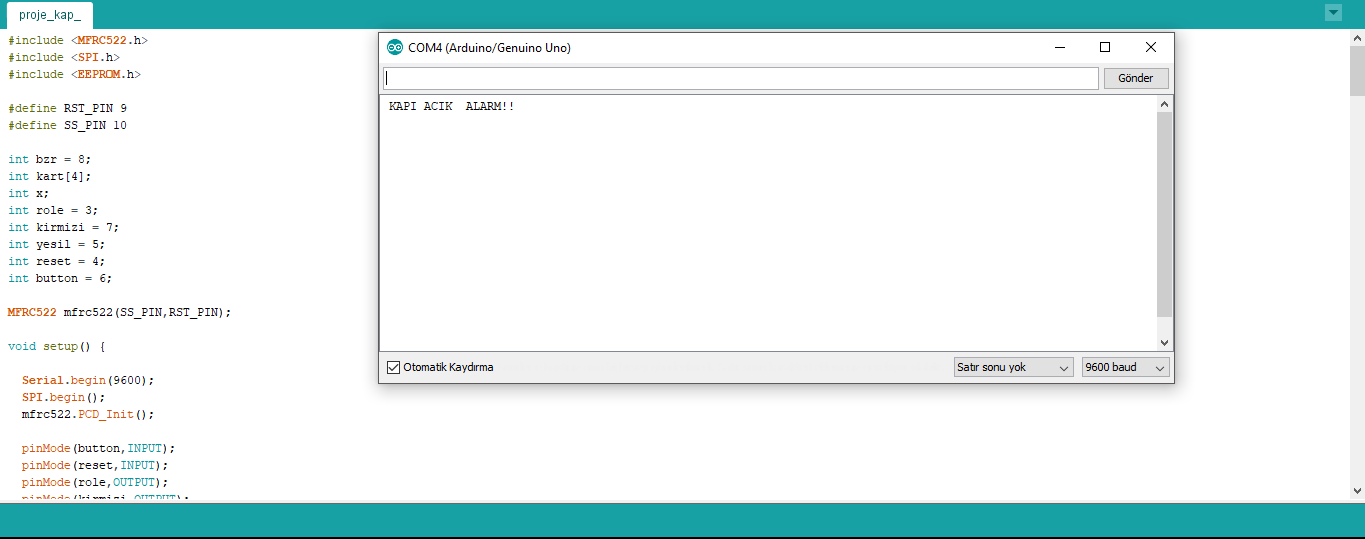 proje_kap_
#include <MFRC522.h>
#include <SPI.h>
#include <EEPROM.h>
#define RST_PIN 9
#define SS_PIN 10
int bzr = 8;
int kart[4];
int x;
int role = 3;
int kirmizi = 7;
int yesil = 5;
int reset = 4;
int button = 6;
MFRC522 mfrc522(SS_PIN,RST_PIN);
void setup() {
Serial.begin(9600);
SPI.begin();
mfrc522.PCD_Init();
pinMode(button,INPUT);
pinMode(reset,INPUT);
pinMode(role,OUTPUT);
pinMode(kirmizi,OUTPUT);
COM4 (Arduino/Genuino Uno)
Gönder
KAPI ACIK  ALARM!!
Otomatik Kaydırma
Satır sonu yok
9600 baud